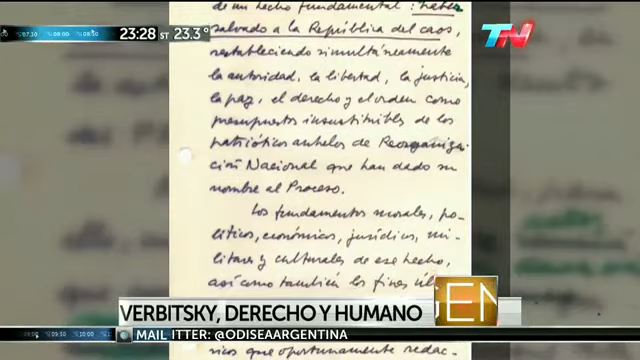 de un hecho fundamental: haber
23:28 ST 23.3°
TN
salvado a la República del caos,
restableciendo simultáneamente
la autoridad, la libertad, la justicia,
la paz, el derecho y el orden como
presupuestos insustituibles de los
patrióticos anhelos de Reorganiza-
ción Nacional que han dado su
nombre al Proceso.
Los fundamentos morales, po-
líticos, económicos, jurídicos, mi-
litares y culturales de ese hecho,
así como también los fines
VERBITSKY, DERECHO Y HUMANO
EN
MAIL ITTER: @ODISEAARGENTINA
que oportunamente redac-